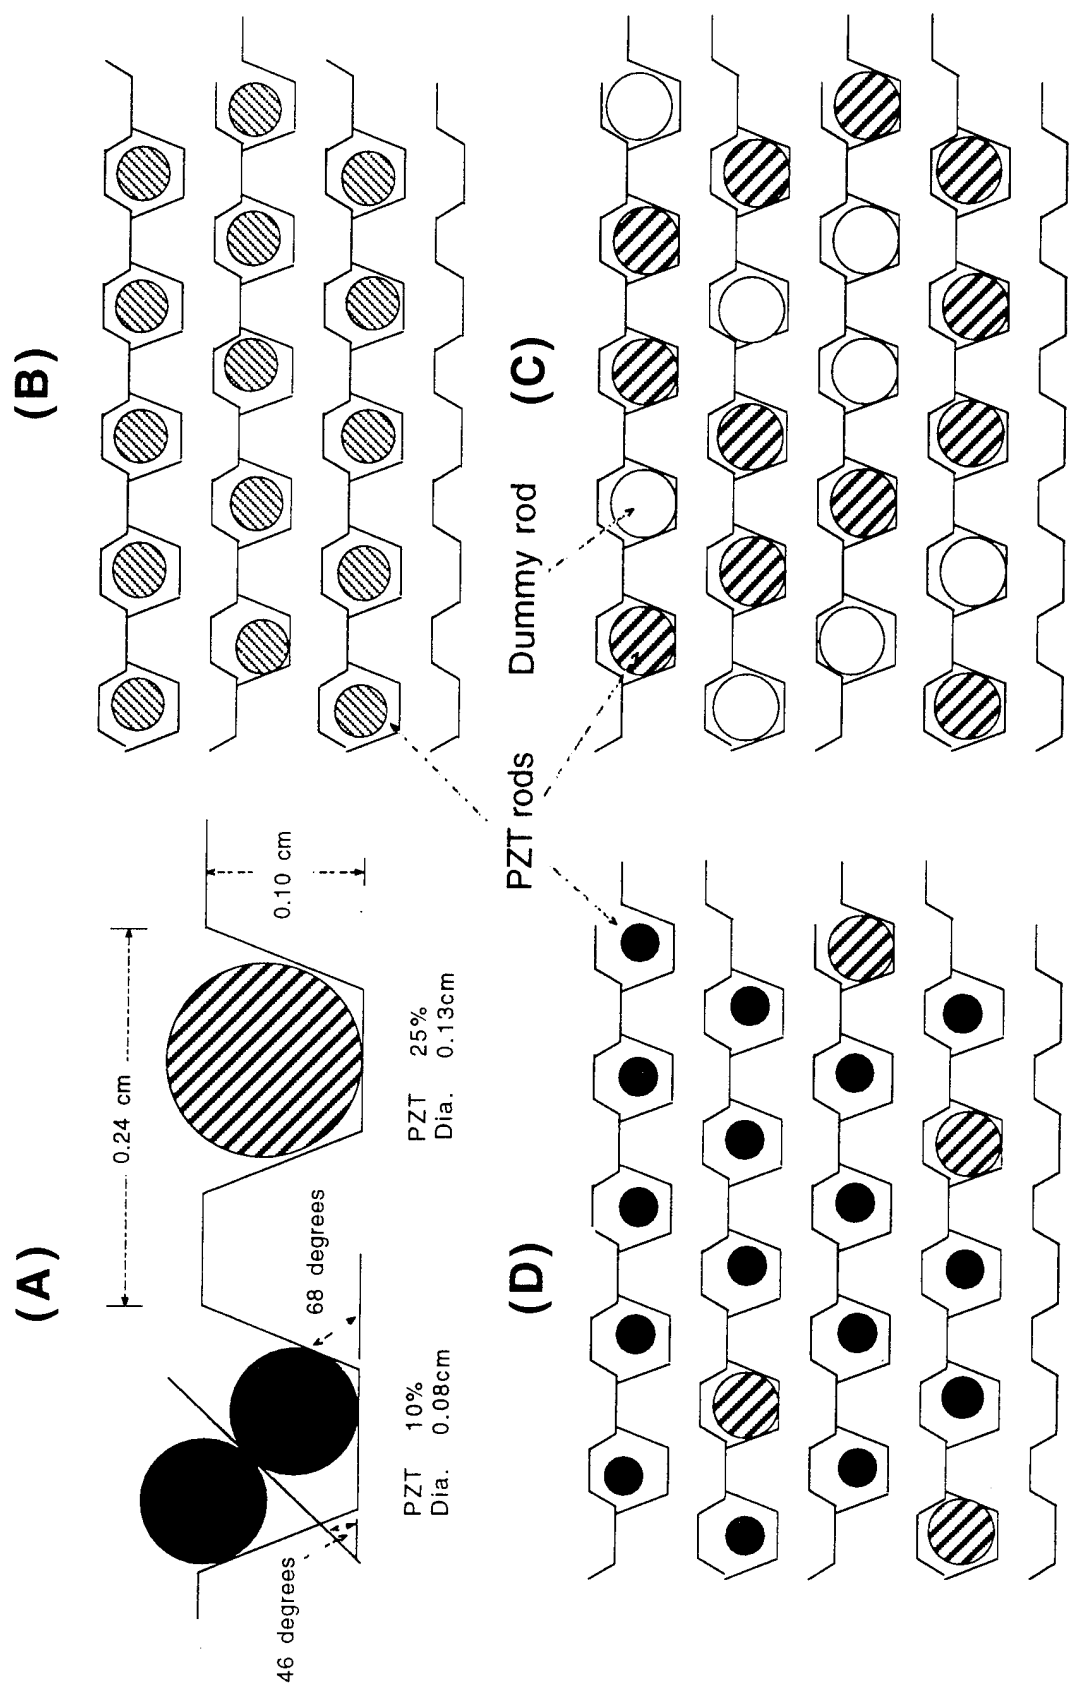 (A)
0.24 cm
0.10 cm
68 degrees
46 degrees
PZT 10%
Dia. 0.08cm
PZT 25%
Dia. 0.13cm
(B)
PZT rods
Dummy rod
(C)
(D)